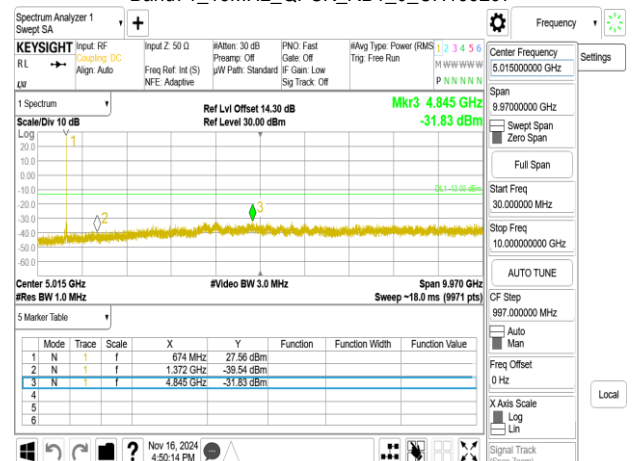 Spectrum Analyzer 1
Swept SA
Frequency
KEYSIGHT
Input: RF
Coupling: DC
Align: Auto
Input Z: 50 Ω
Freq Ref: Int (S)
NFE: Adaptive
#Atten: 30 dB
Preamp: Off
µW Path: Standard
PNO: Fast
Gate: Off
IF Gain: Low
Sig Track: Off
#Avg Type: Power (RMS
Trig: Free Run
1 2 3 4 5 6
M W W W W W
P N N N N N
RL
LXI
Center Frequency
5.015000000 GHz
Settings
Span
9.97000000 GHz
Swept Span
Zero Span
Full Span
Start Freq
30.000000 MHz
Stop Freq
10.000000000 GHz
AUTO TUNE
CF Step
997.000000 MHz
Auto
Man
Freq Offset
0 Hz
X Axis Scale
Log
Lin
Local
Signal Track
1 Spectrum
Scale/Div 10 dB
Log
Ref Lvl Offset 14.30 dB
Ref Level 30.00 dBm
Mkr3 4.845 GHz
-31.83 dBm
20.0
10.0
0.00
-10.0
-20.0
-30.0
-40.0
-50.0
-60.0
1
2
3
DL1 -13.00 dBm
Center 5.015 GHz
#Video BW 3.0 MHz
Span 9.970 GHz
#Res BW 1.0 MHz
Sweep ~18.0 ms (9971 pts)
5 Marker Table
Mode Trace Scale X Y Function Function Width Function Value
1 N 1 f 674 MHz 27.56 dBm
2 N 1 f 1.372 GHz -39.54 dBm
3 N 1 f 4.845 GHz -31.83 dBm
4
5
6
Nov 16, 2024
4:50:14 PM